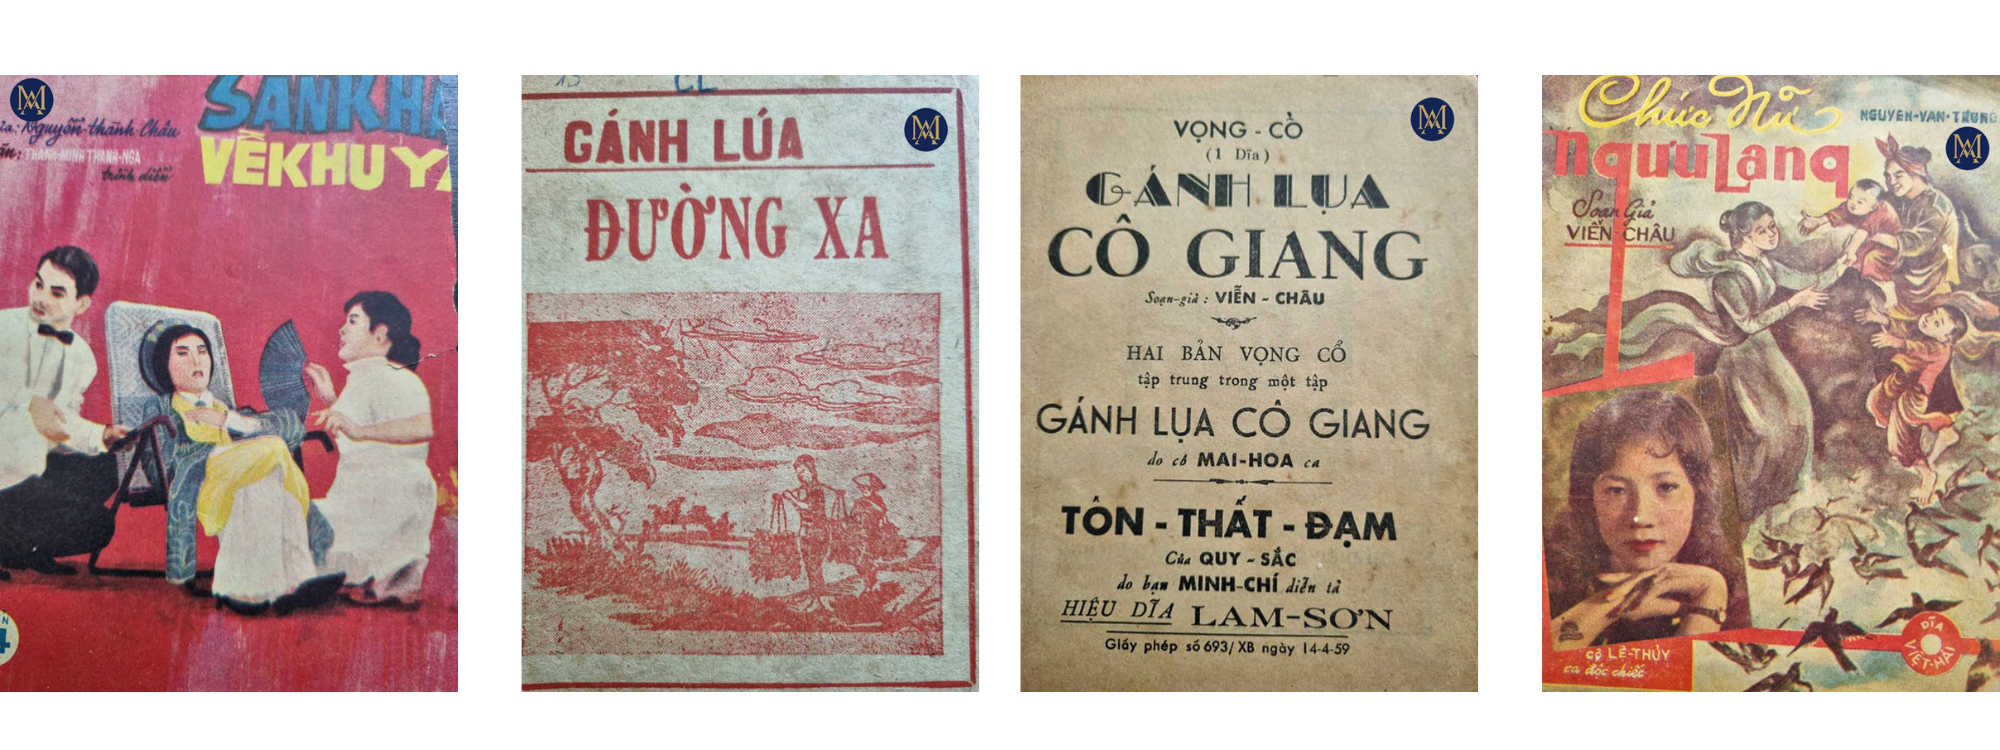 SÂN KH
VỀ KHUY
ia: Nguyễn-thành-Châu
THANH-MINH THANH-NGA
trình diễn
4
GÁNH LÚA
ĐƯỜNG XA
VỌNG - CỔ
(1 Dĩa)
GÁNH LỤA
CÔ GIANG
Soạn-giả : VIỄN - CHÂU
HAI BẢN VỌNG CỔ
tập trung trong một tập
GÁNH LỤA CÔ GIANG
do cô MAI-HOA ca
TÔN - THẤT - ĐẠM
Của QUY - SẮC
do bạn MINH-CHÍ diễn tả
HIỆU DĨA LAM-SƠN
Giấy phép số 693/XB ngày 14-4-59
Chức Nữ
NGUYỄN-VAN-TRUNG
Ngưu Lang
Soạn Giả
VIỄN CHÂU
CÔ LỆ-THỦY
ca độc chiếc
DĨA
VIỆT-HẢI